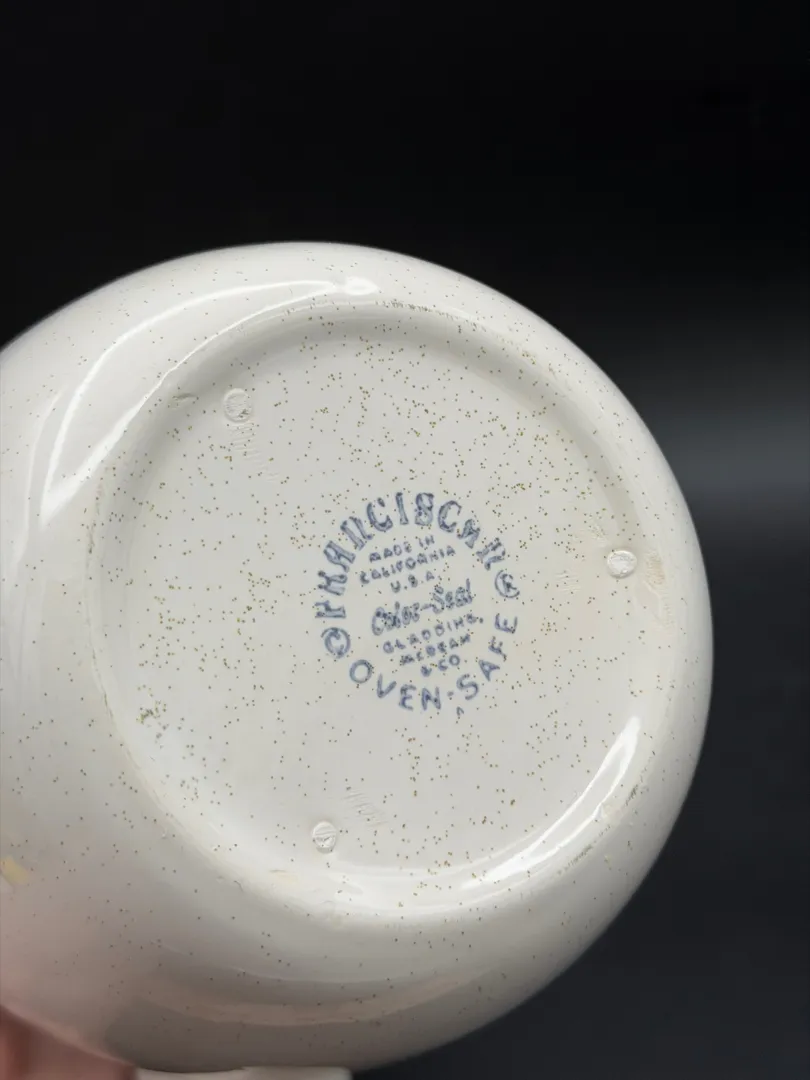 © FRANCISCAN ®
MADE IN
CALIFORNIA
U.S.A.
Color-Seal
GLADDING,
McBEAN
& CO.
OVEN-SAFE